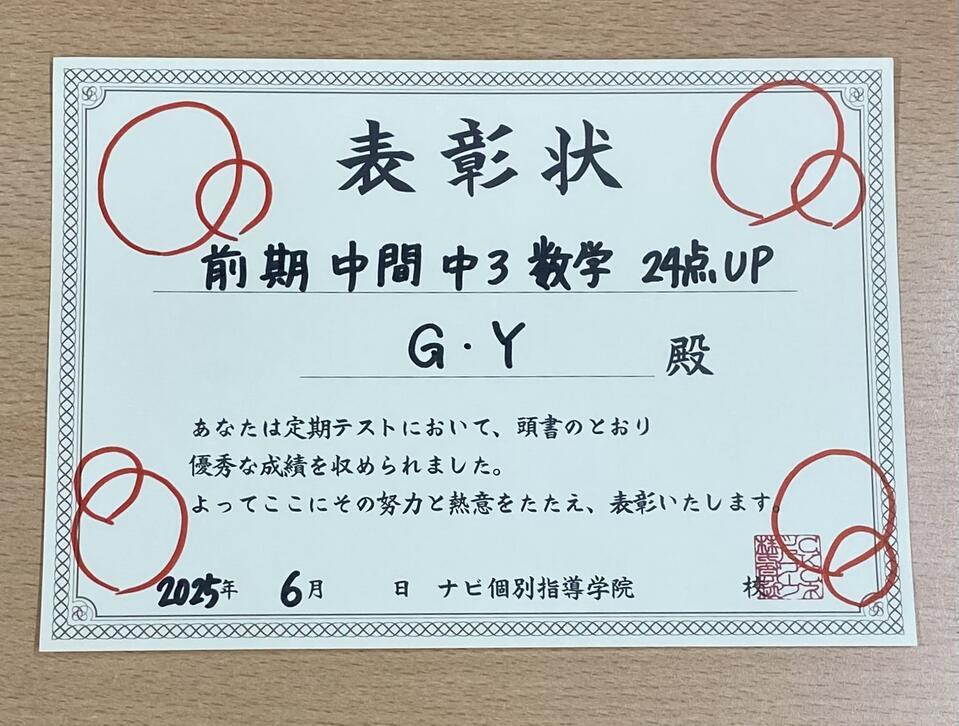 表彰状
前期 中間 中3 数学 24点UP
G・Y 殿
あなたは定期テストにおいて、頭書のとおり
優秀な成績を収められました。
よってここにその努力と熱意をたたえ、表彰いたします。
2025年 6月 日 ナビ個別指導学院